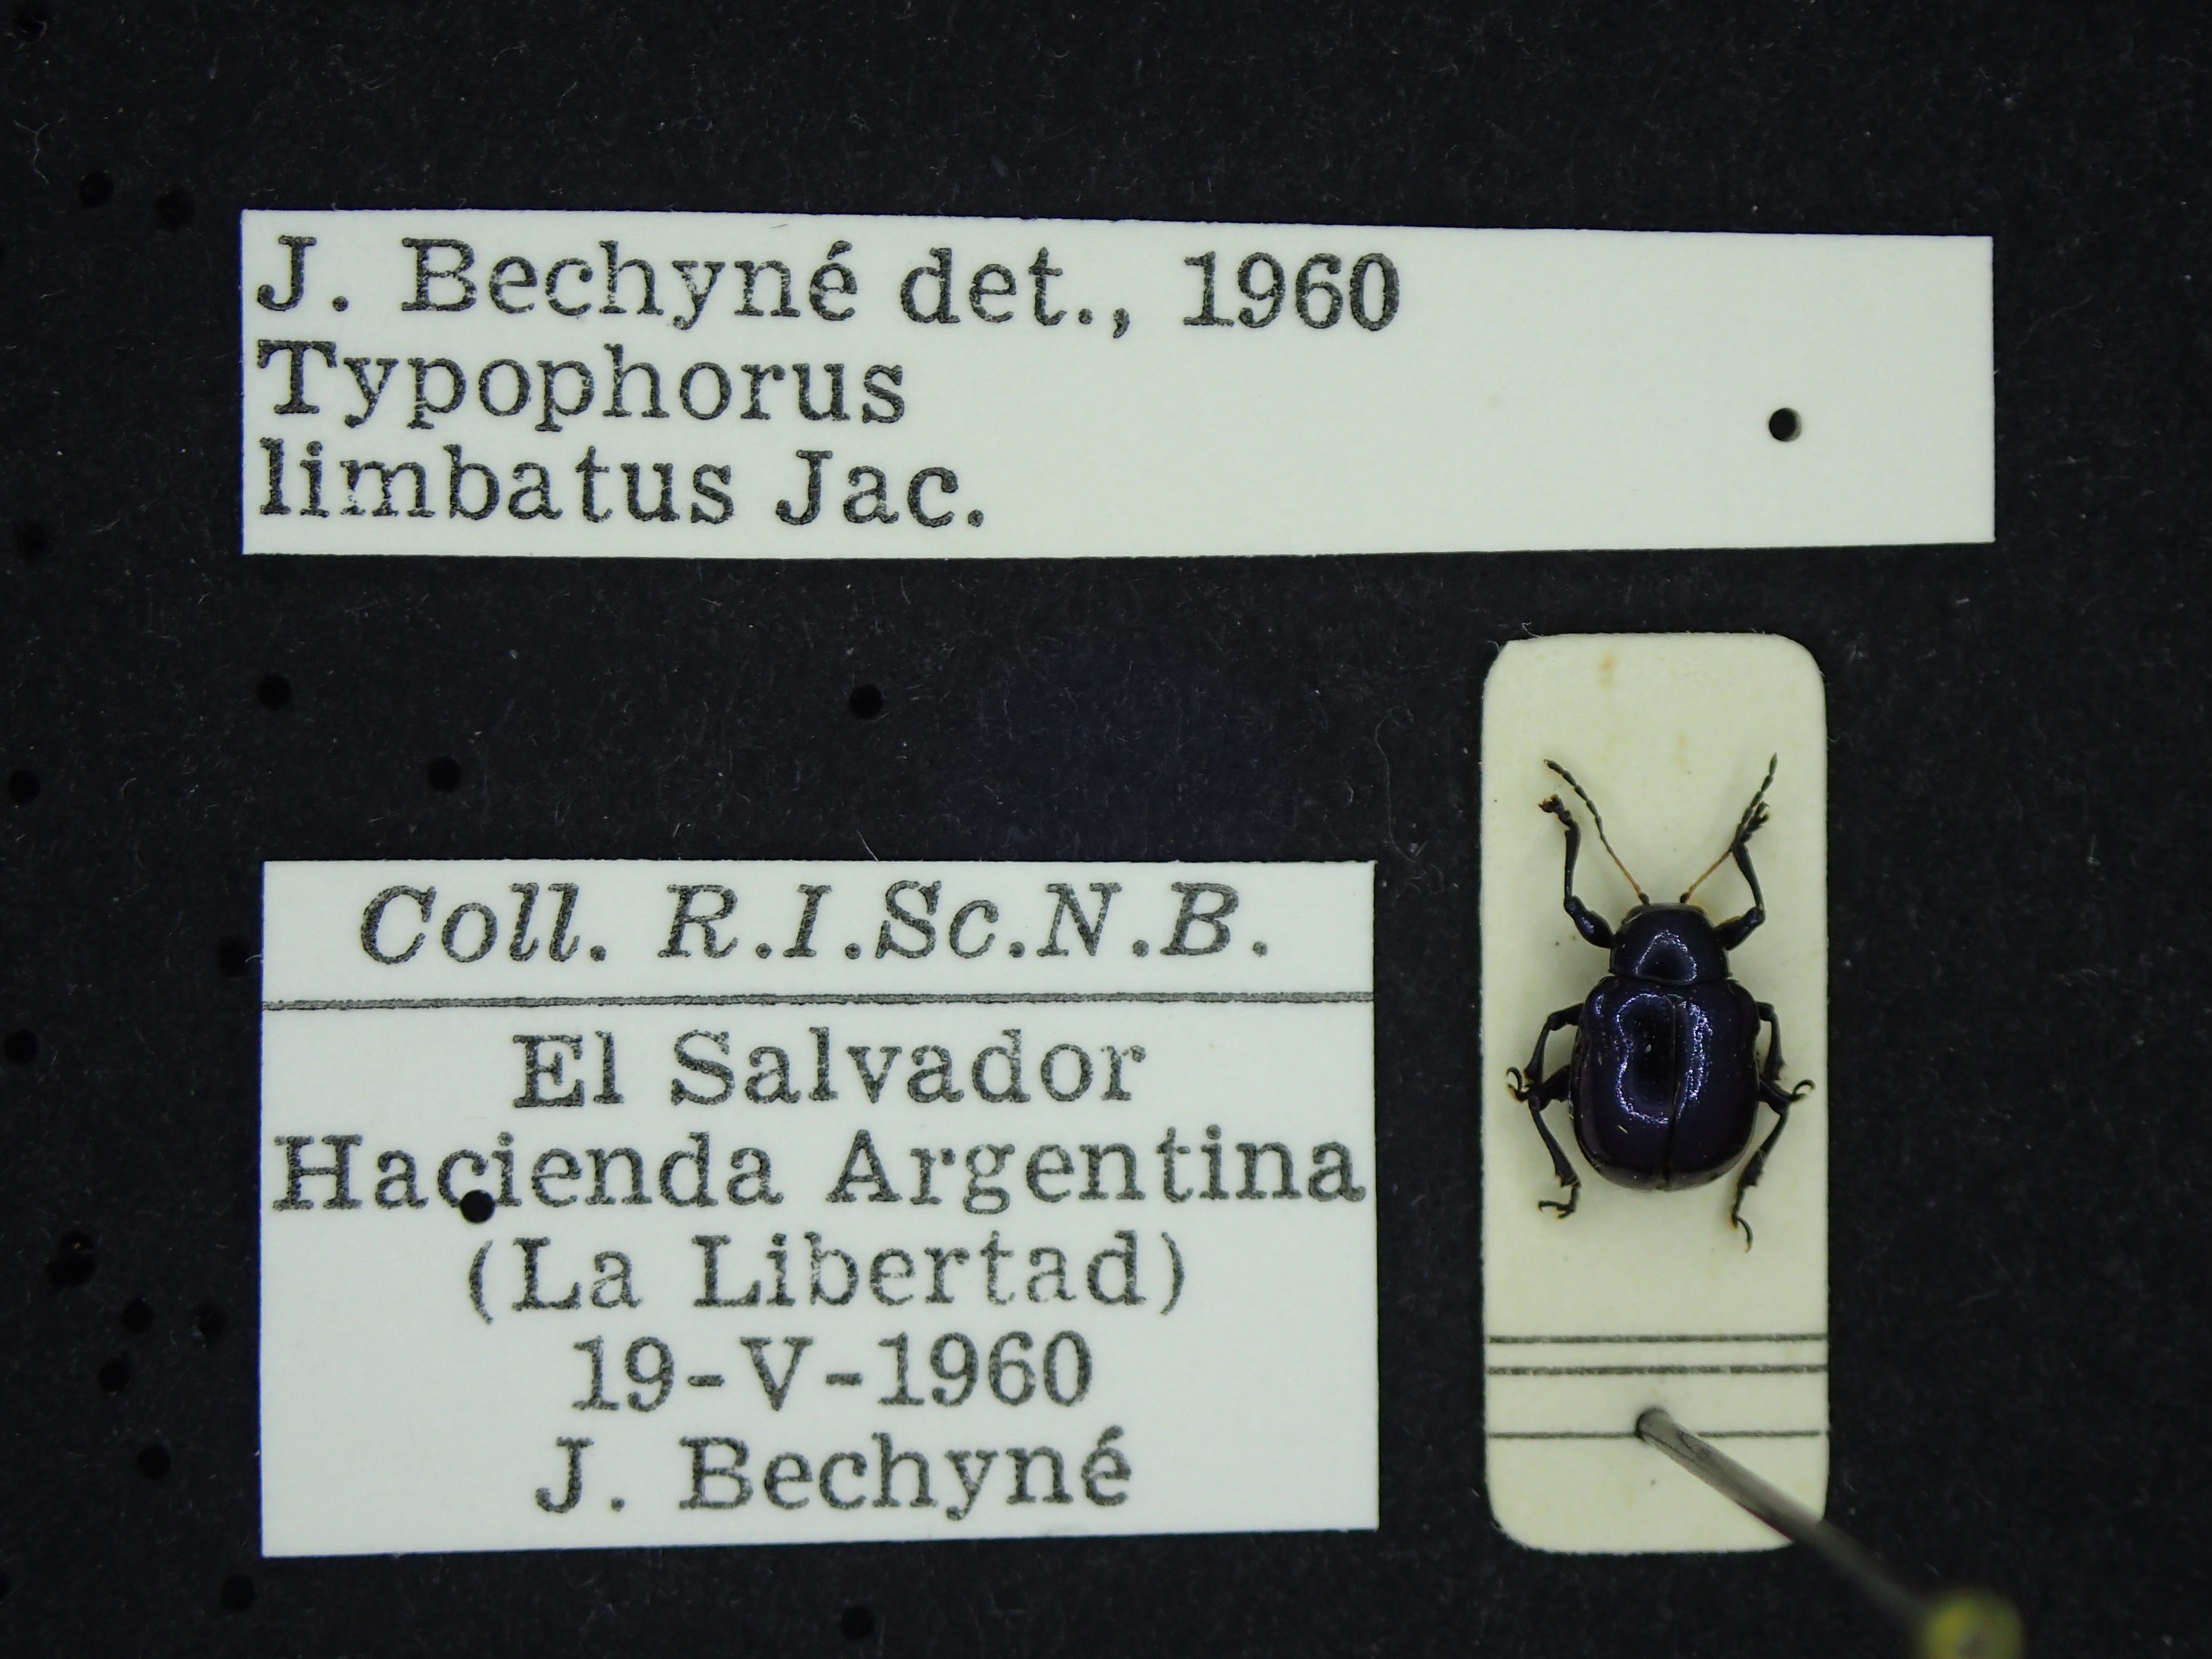 J. Bechyné det., 1960
Typophorus
limbatus Jac.
Coll. R.I.Sc.N.B.
El Salvador
Hacienda Argentina
(La Libertad)
19-V-1960
J. Bechyné